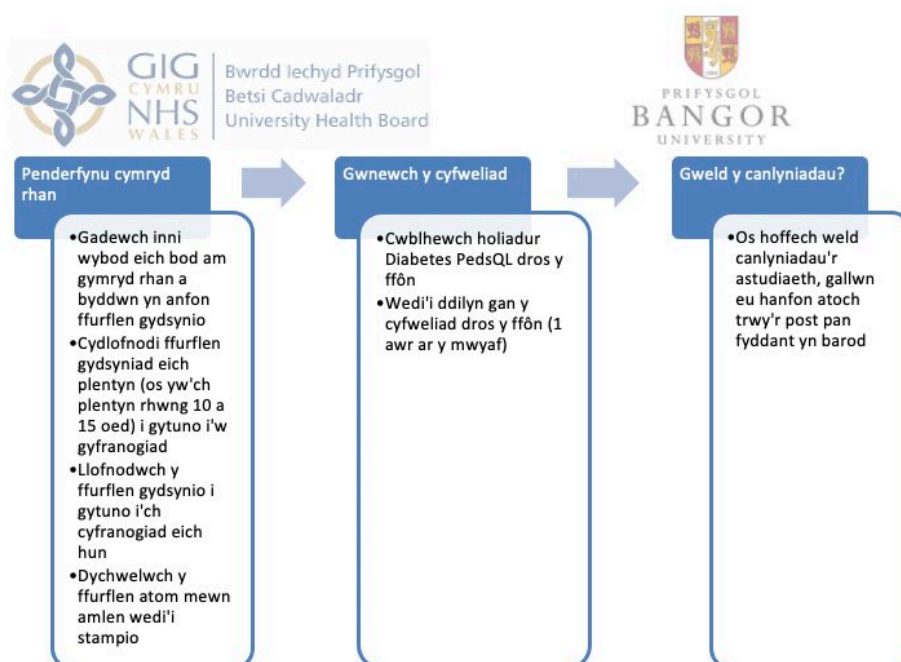 GIG
CYMRU
NHS
WALES
Bwrdd Iechyd Prifysgol
Betsi Cadwaladr
University Health Board
PRIFYSGOL
BANGOR
UNIVERSITY
Penderfynu cymryd
rhan
•Gadewch inni
wybod eich bod am
gymryd rhan a
byddwn yn anfon
ffurflen gydsynio
•Cydlofnodi ffurflen
gydsyniad eich
plentyn (os yw'ch
plentyn rhwng 10 a
15 oed) i gytuno i'w
gyfranogiad
•Llofnodwch y
ffurflen gydsynio i
gytuno i'ch
cyfranogiad eich
hun
•Dychwelwch y
ffurflen atom mewn
amlen wedi'i
stampio
Gwnewch y cyfweliad
•Cwblhewch holiadur
Diabetes PedsQL dros y
ffôn
•Wedi'i ddilyn gan y
cyfweliad dros y ffôn (1
awr ar y mwyaf)
Gweld y canlyniadau?
•Os hoffech weld
canlyniadau'r
astudiaeth, gallwn
eu hanfon atoch
trwy'r post pan
fyddant yn barod